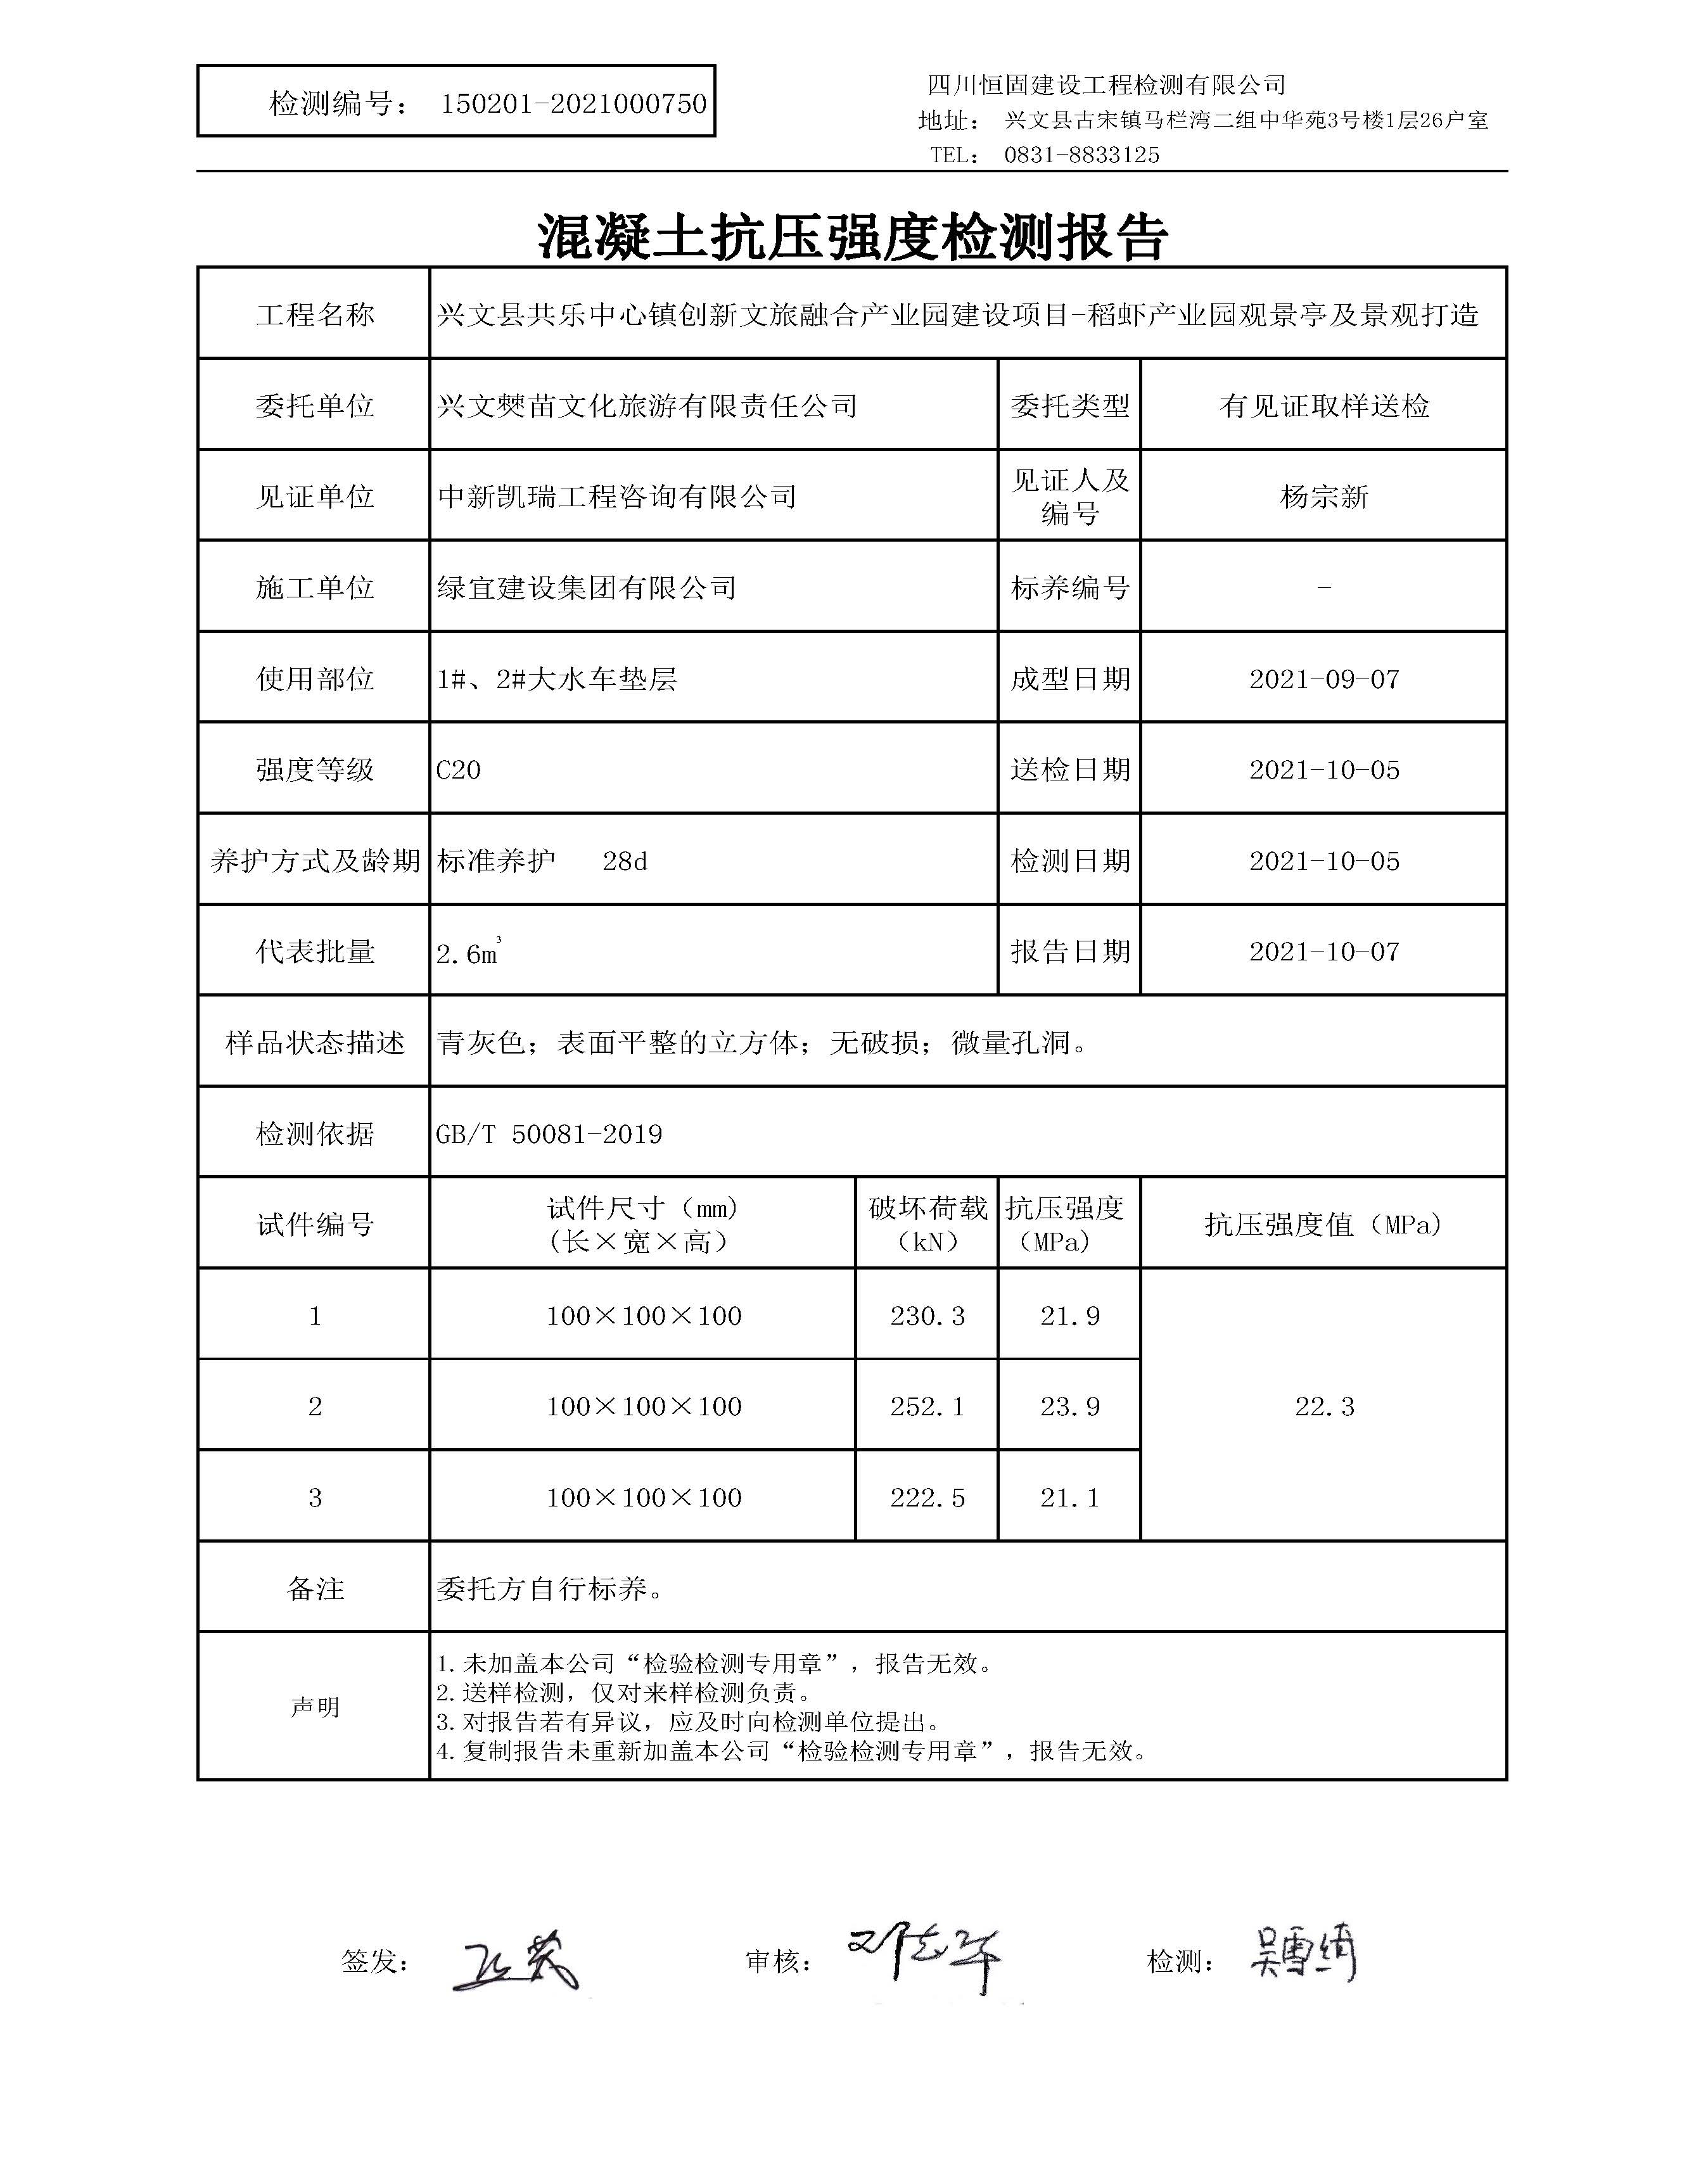 检测编号： 150201-2021000750
四川恒固建设工程检测有限公司
地址： 兴文县古宋镇马栏湾二组中华苑3号楼1层26户室
TEL： 0831-8833125
混凝土抗压强度检测报告
工程名称 兴文县共乐中心镇创新文旅融合产业园建设项目-稻虾产业园观景亭及景观打造
委托单位 兴文僰苗文化旅游有限责任公司 委托类型 有见证取样送检
见证单位 中新凯瑞工程咨询有限公司 见证人及编号 杨宗新
施工单位 绿宜建设集团有限公司 标养编号 -
使用部位 1#、2#大水车垫层 成型日期 2021-09-07
强度等级 C20 送检日期 2021-10-05
养护方式及龄期 标准养护 28d 检测日期 2021-10-05
代表批量 2.6m³ 报告日期 2021-10-07
样品状态描述 青灰色；表面平整的立方体；无破损；微量孔洞。
检测依据 GB/T 50081-2019
试件编号 试件尺寸（mm）（长×宽×高） 破坏荷载（kN） 抗压强度（MPa） 抗压强度值（MPa）
1 100×100×100 230.3 21.9
2 100×100×100 252.1 23.9 22.3
3 100×100×100 222.5 21.1
备注 委托方自行标养。
声明
1.未加盖本公司“检验检测专用章”，报告无效。
2.送样检测，仅对来样检测负责。
3.对报告若有异议，应及时向检测单位提出。
4.复制报告未重新加盖本公司“检验检测专用章”，报告无效。
签发： 审核： 检测： 吴雪绮